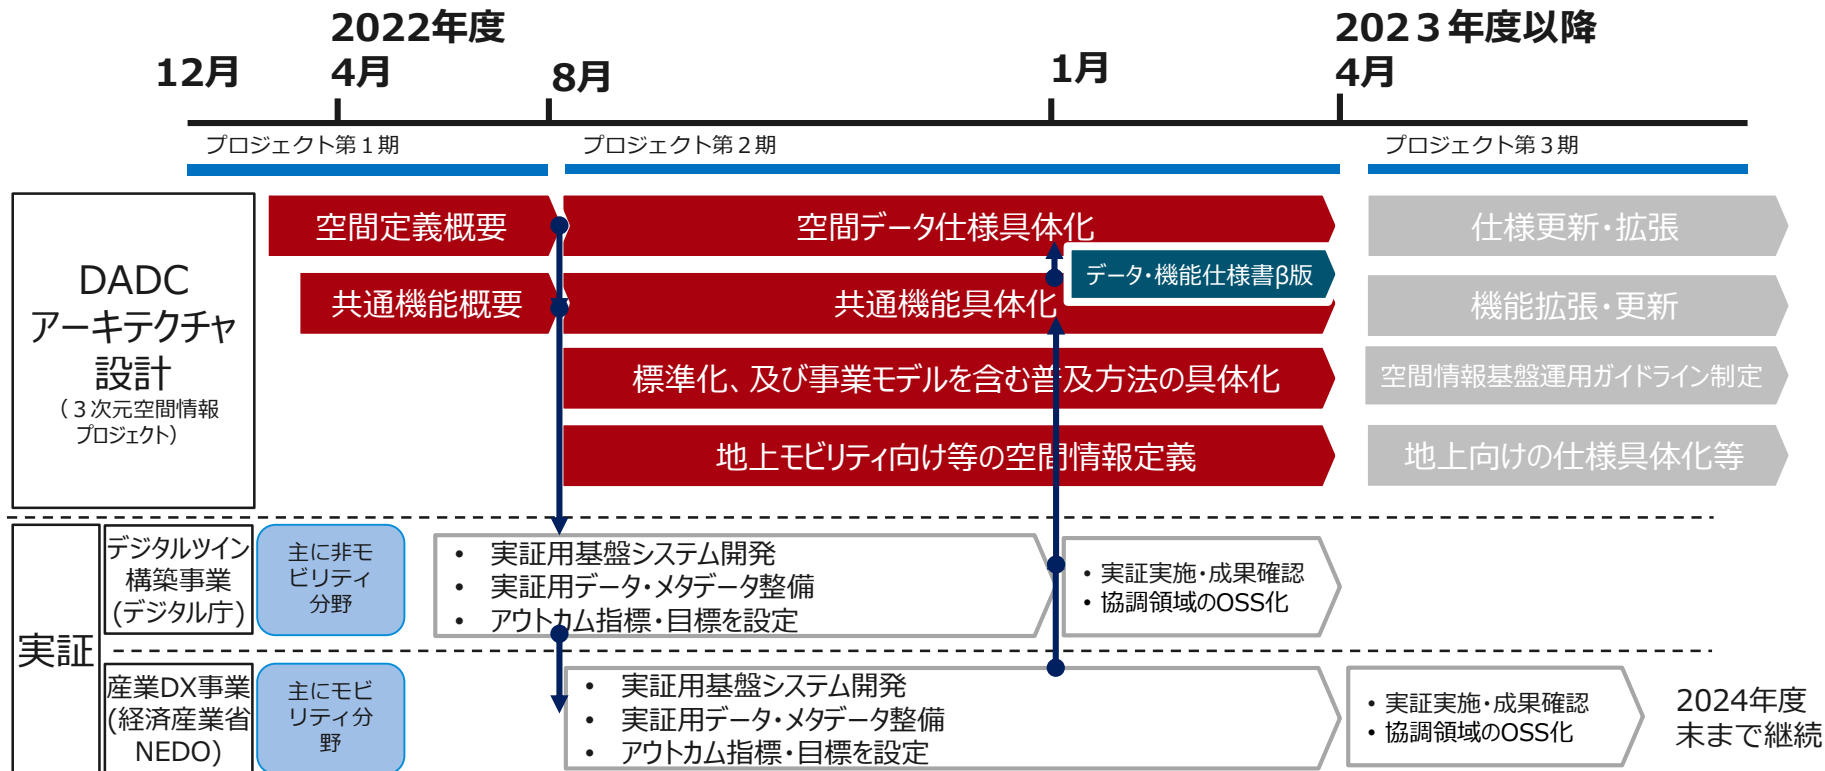 2022年度
2023年度以降
12月
4月
8月
1月
4月
プロジェクト第1期
プロジェクト第2期
プロジェクト第3期
DADC
アーキテクチャ
設計
(3次元空間情報
プロジェクト)
空間定義概要
空間データ仕様具体化
仕様更新・拡張
データ・機能仕様書β版
共通機能概要
共通機能具体化
機能拡張・更新
標準化、及び事業モデルを含む普及方法の具体化
空間情報基盤運用ガイドライン制定
地上モビリティ向け等の空間情報定義
地上向けの仕様具体化等
実証
デジタルツイン
構築事業
(デジタル庁)
主に非モ
ビリティ
分野
• 実証用基盤システム開発
• 実証用データ・メタデータ整備
• アウトカム指標・目標を設定
• 実証実施・成果確認
• 協調領域のOSS化
産業DX事業
(経済産業省
NEDO)
主にモビ
リティ分
野
• 実証用基盤システム開発
• 実証用データ・メタデータ整備
• アウトカム指標・目標を設定
• 実証実施・成果確認
• 協調領域のOSS化
2024年度
末まで継続